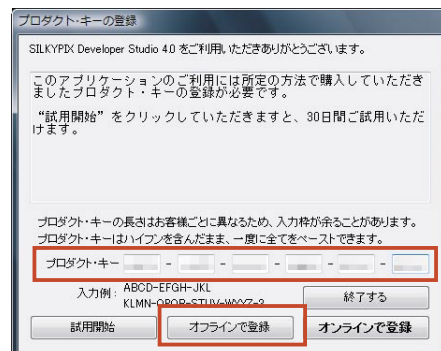 プロダクト・キーの登録
SILKYPIX Developer Studio 4.0 をご利用いただきありがとうございます。
このアプリケーションのご利用には所定の方法で購入していただき
ましたプロダクト・キーの登録が必要です。
“試用開始”をクリックしていただきますと、30日間ご試用いただ
けます。
プロダクト・キーの長さはお客様ごとに異なるため、入力枠が余ることがあります。
プロダクト・キーはハイフンを含んだまま、一度に全てをペーストできます。
プロダクト・キー - - - - -
入力例: ABCD-EFGH-JKL
KLMN-OPQR-STUV-WXYZ-2
終了する
試用開始 オフラインで登録 オンラインで登録